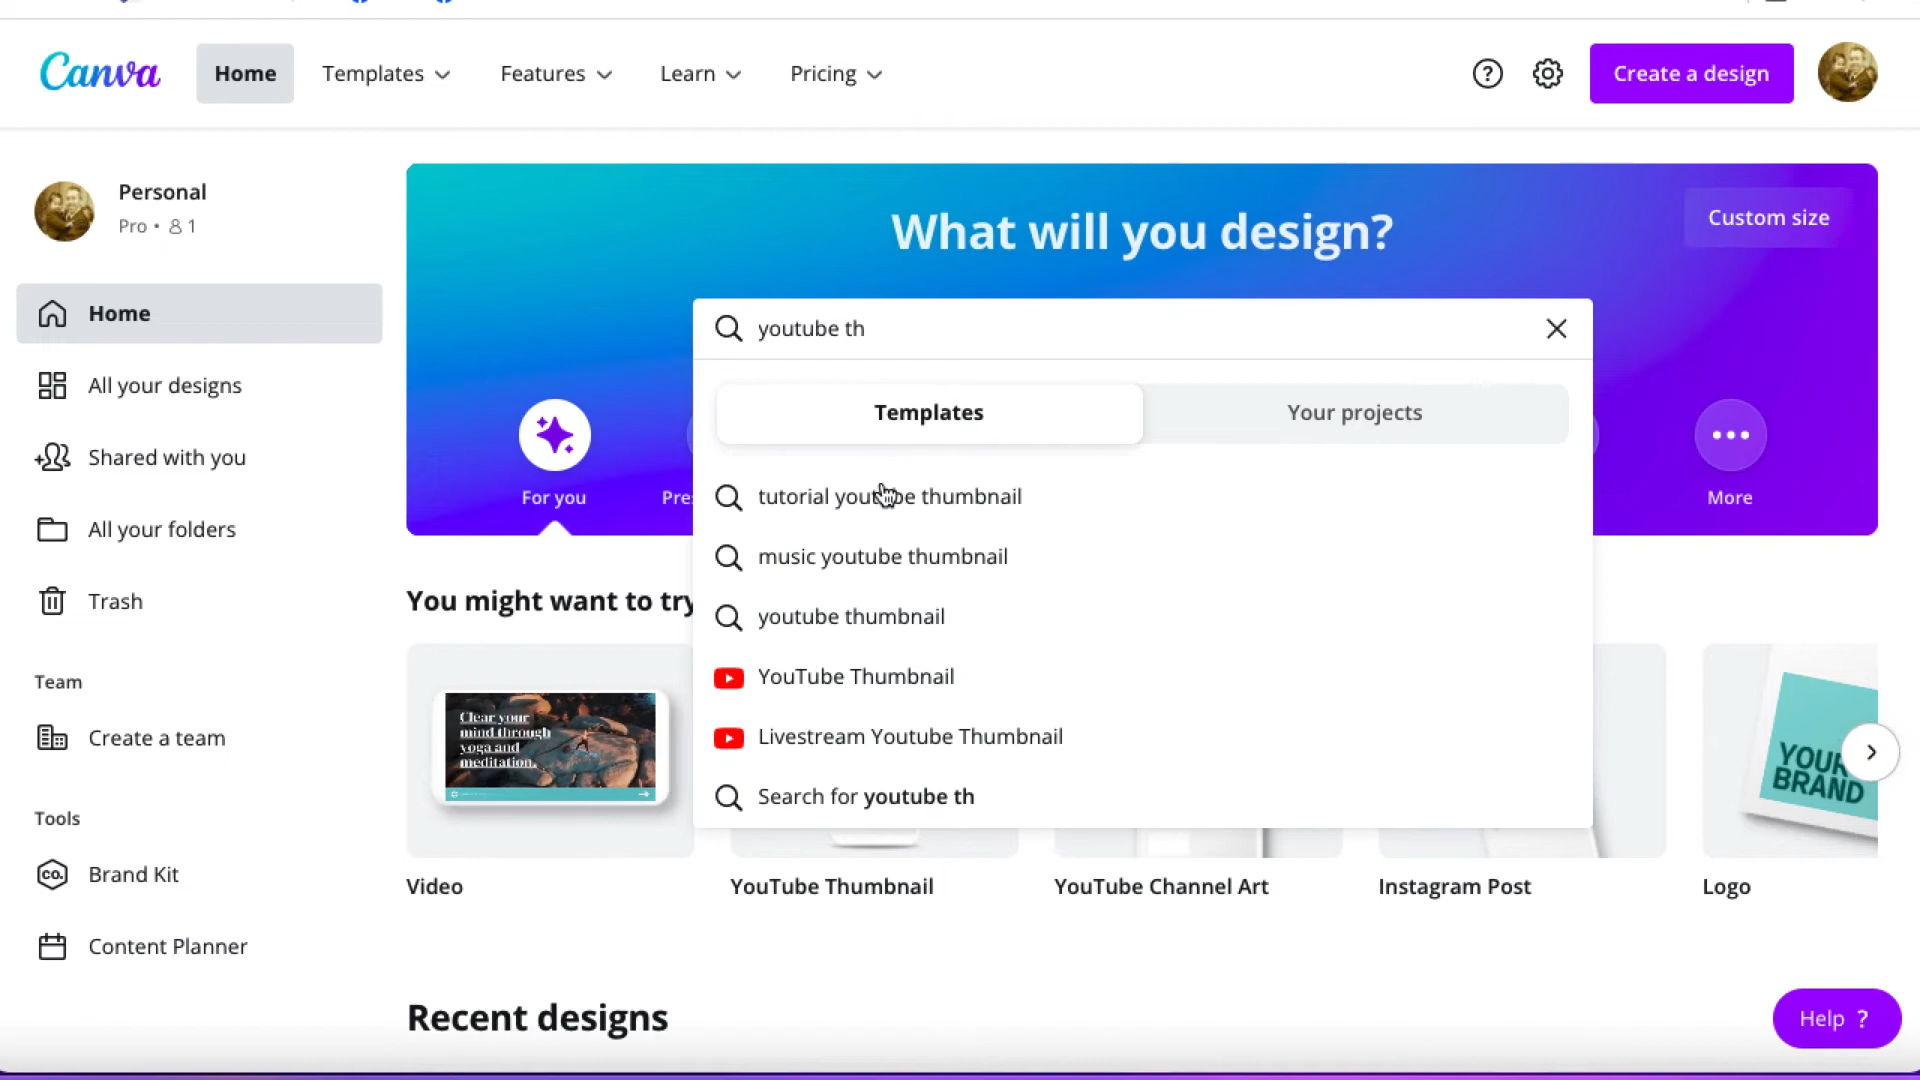 Canva
Home
Templates
Features
Learn
Pricing
Create a design
Personal
Pro • 1
Home
All your designs
Shared with you
All your folders
Trash
Team
Create a team
Tools
Brand Kit
Content Planner
What will you design?
Custom size
youtube th
Templates
Your projects
For you
Pres
More
tutorial youtube thumbnail
music youtube thumbnail
youtube thumbnail
YouTube Thumbnail
Livestream Youtube Thumbnail
Search for youtube th
You might want to try
Clear your
mind through
yoga and
meditation.
YOUR
BRAND
Video
YouTube Thumbnail
YouTube Channel Art
Instagram Post
Logo
Recent designs
Help ?